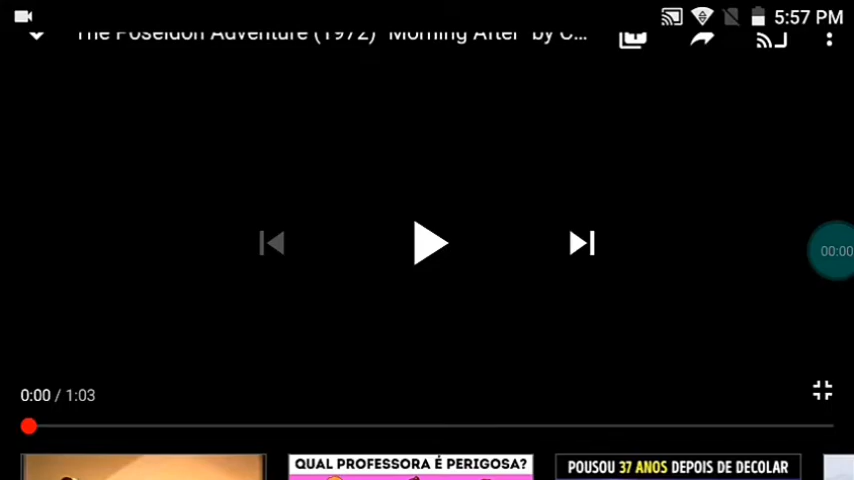 5:57 PM
The Poseidon Adventure (1972) "Morning After" by C...
00:00
0:00 / 1:03
QUAL PROFESSORA É PERIGOSA?
POUSOU 37 ANOS DEPOIS DE DECOLAR